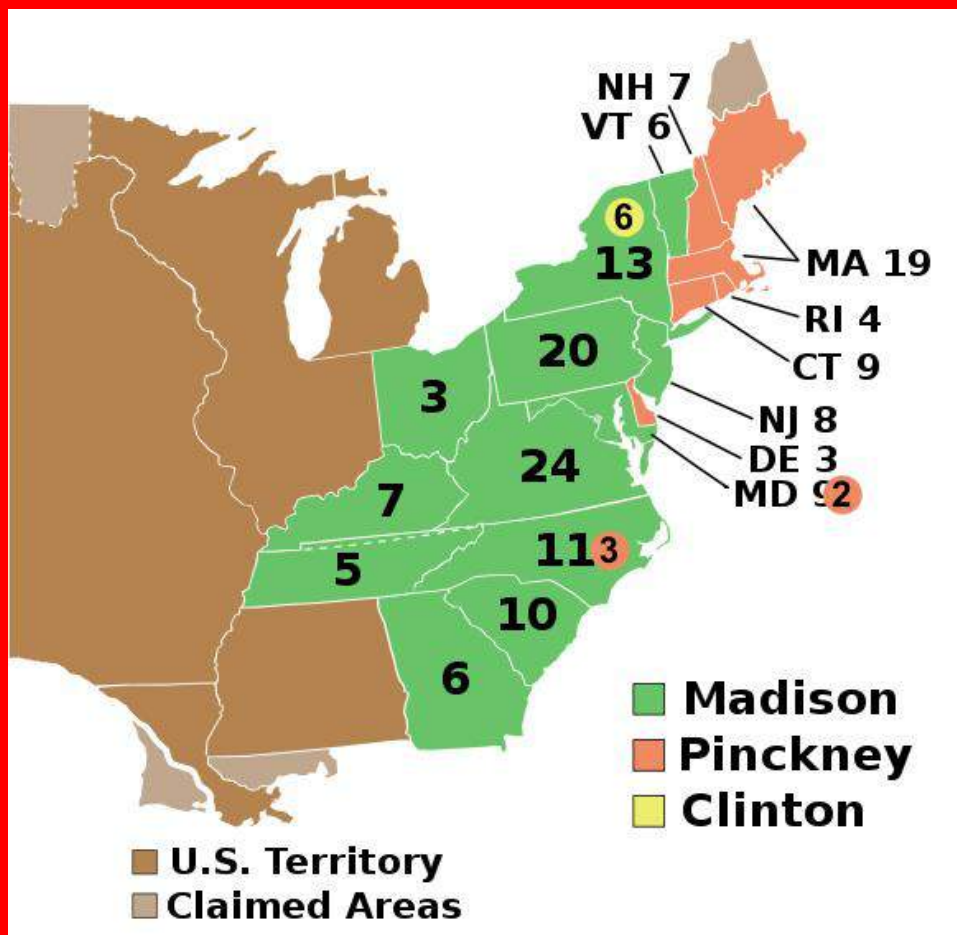 NH 7
VT 6
6
13
MA 19
RI 4
CT 9
20
3
NJ 8
DE 3
24
MD 9 2
7
11 3
5
10
6
Madison
Pinckney
Clinton
U.S. Territory
Claimed Areas